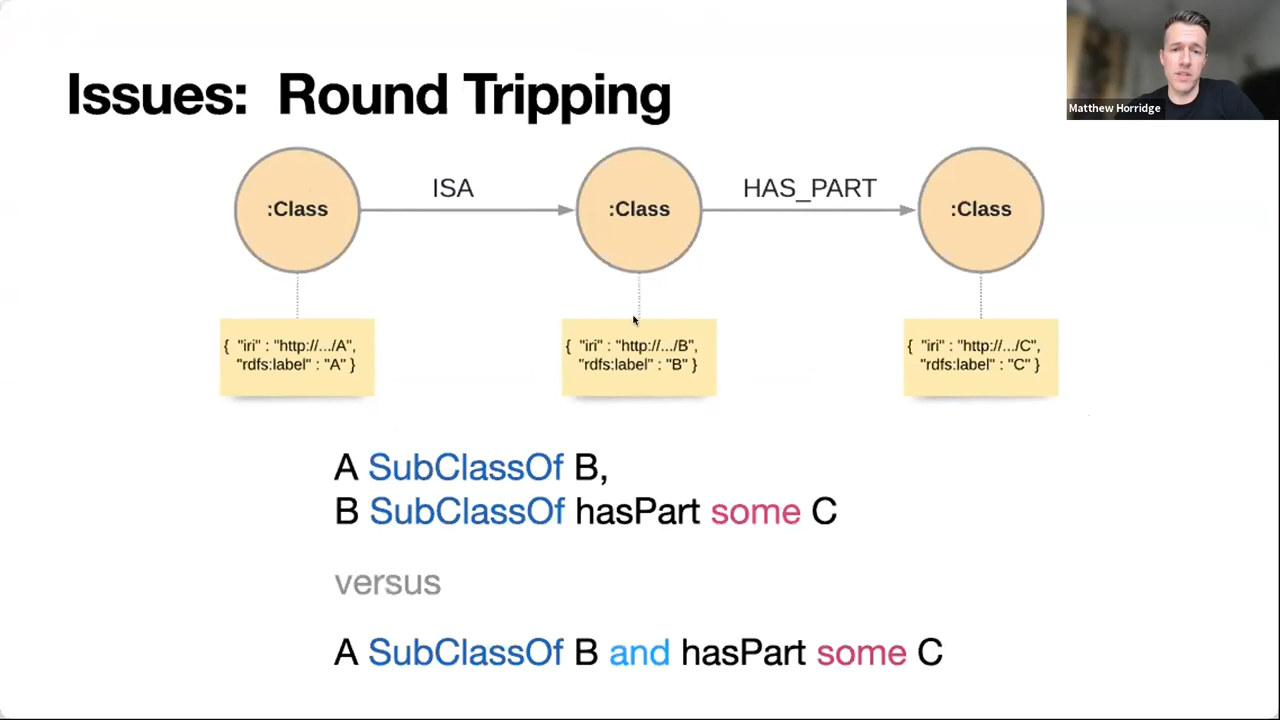 Issues: Round Tripping
Matthew Horridge
:Class
ISA
:Class
HAS_PART
:Class
{ "iri" : "http://.../A",
"rdfs:label" : "A" }
{ "iri" : "http://.../B",
"rdfs:label" : "B" }
{ "iri" : "http://.../C",
"rdfs:label" : "C" }
A SubClassOf B,
B SubClassOf hasPart some C
versus
A SubClassOf B and hasPart some C